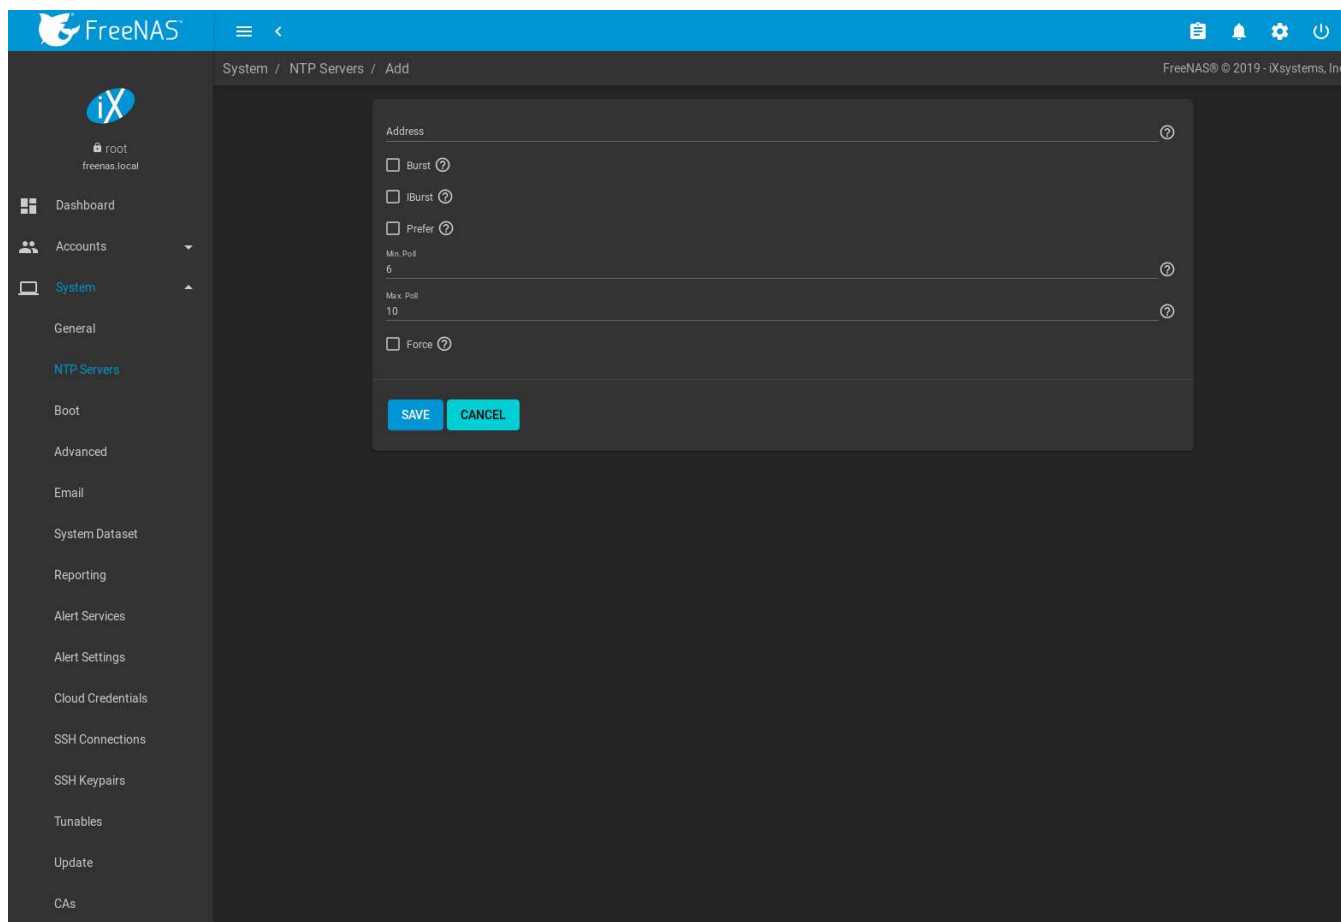 FreeNAS
System / NTP Servers / Add
FreeNAS® © 2019 - iXsystems, Inc
iX
root
freenas.local
Dashboard
Accounts
System
General
NTP Servers
Boot
Advanced
Email
System Dataset
Reporting
Alert Services
Alert Settings
Cloud Credentials
SSH Connections
SSH Keypairs
Tunables
Update
CAs
Address
Burst
IBurst
Prefer
Min. Poll
6
Max. Poll
10
Force
SAVE CANCEL